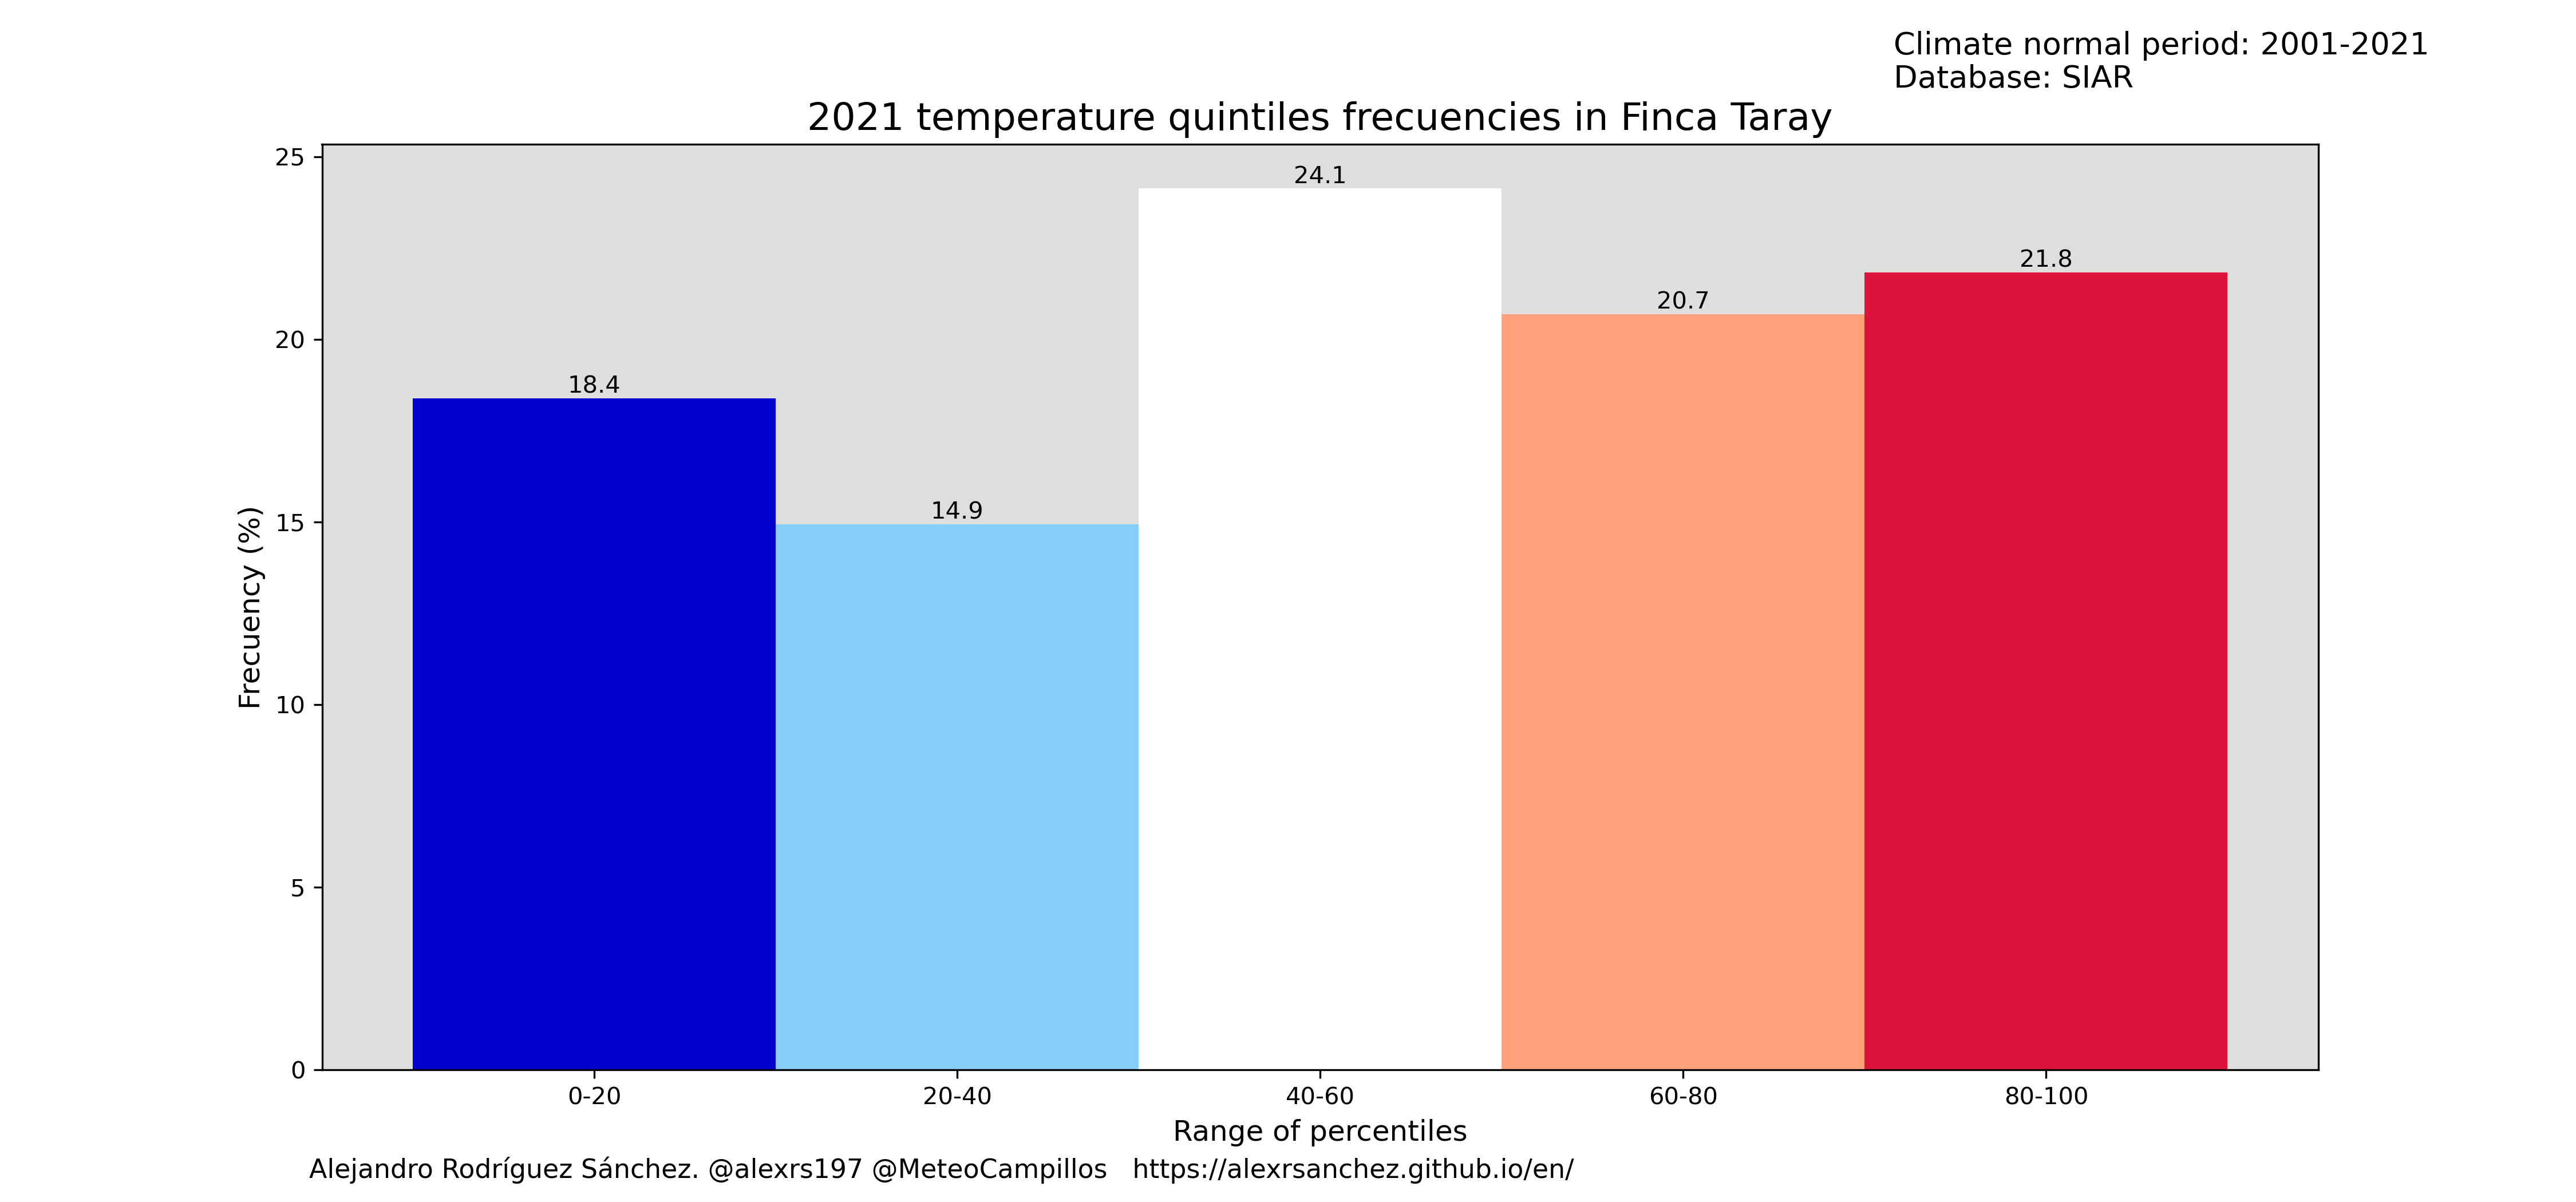 Climate normal period: 2001-2021
Database: SIAR
2021 temperature quintiles frecuencies in Finca Taray
25
20
15
10
5
0
Frecuency (%)
18.4
14.9
24.1
20.7
21.8
0-20
20-40
40-60
60-80
80-100
Range of percentiles
Alejandro Rodríguez Sánchez. @alexrs197 @MeteoCampillos https://alexrsanchez.github.io/en/